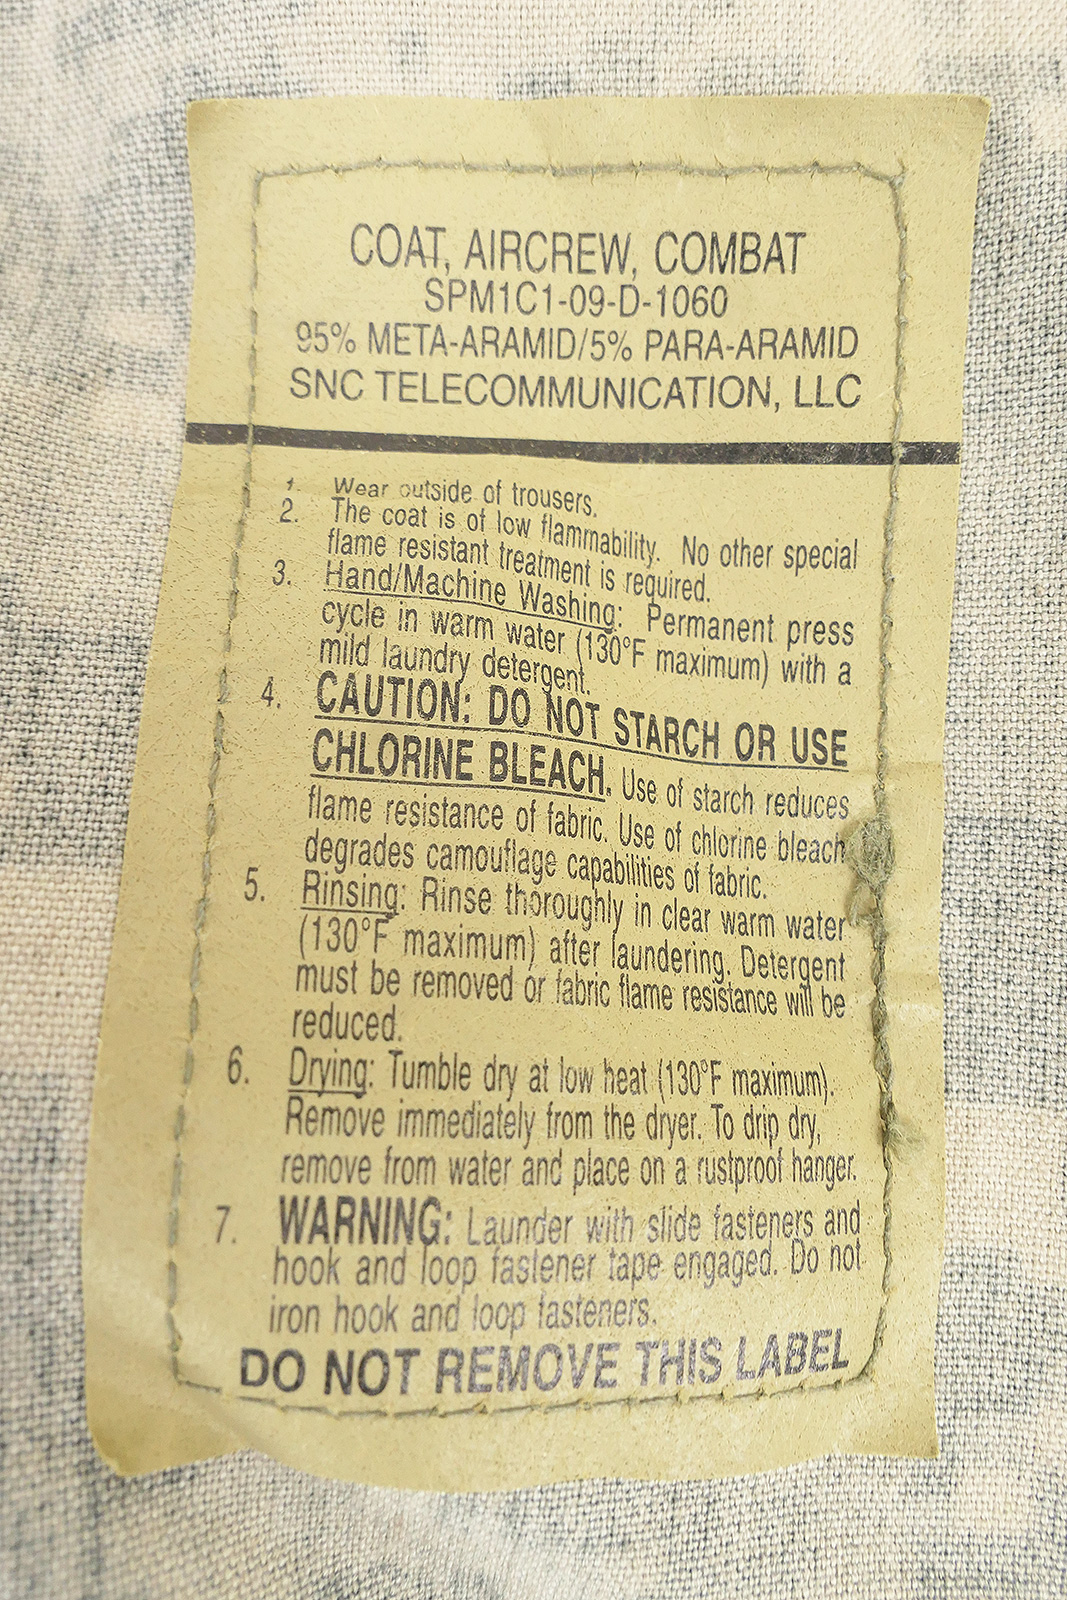 COAT, AIRCREW, COMBAT
SPM1C1-09-D-1060
95% META-ARAMID/5% PARA-ARAMID
SNC TELECOMMUNICATION, LLC
1. Wear outside of trousers.
2. The coat is of low flammability. No other special
flame resistant treatment is required.
3. Hand/Machine Washing: Permanent press
cycle in warm water (130°F maximum) with a
mild laundry detergent.
4. CAUTION: DO NOT STARCH OR USE
CHLORINE BLEACH. Use of starch reduces
flame resistance of fabric. Use of chlorine bleach
degrades camouflage capabilities of fabric.
5. Rinsing: Rinse thoroughly in clear warm water
(130°F maximum) after laundering. Detergent
must be removed or fabric flame resistance will be
reduced.
6. Drying: Tumble dry at low heat (130°F maximum).
Remove immediately from the dryer. To drip dry,
remove from water and place on a rustproof hanger.
7. WARNING: Launder with slide fasteners and
hook and loop fastener tape engaged. Do not
iron hook and loop fasteners.
DO NOT REMOVE THIS LABEL